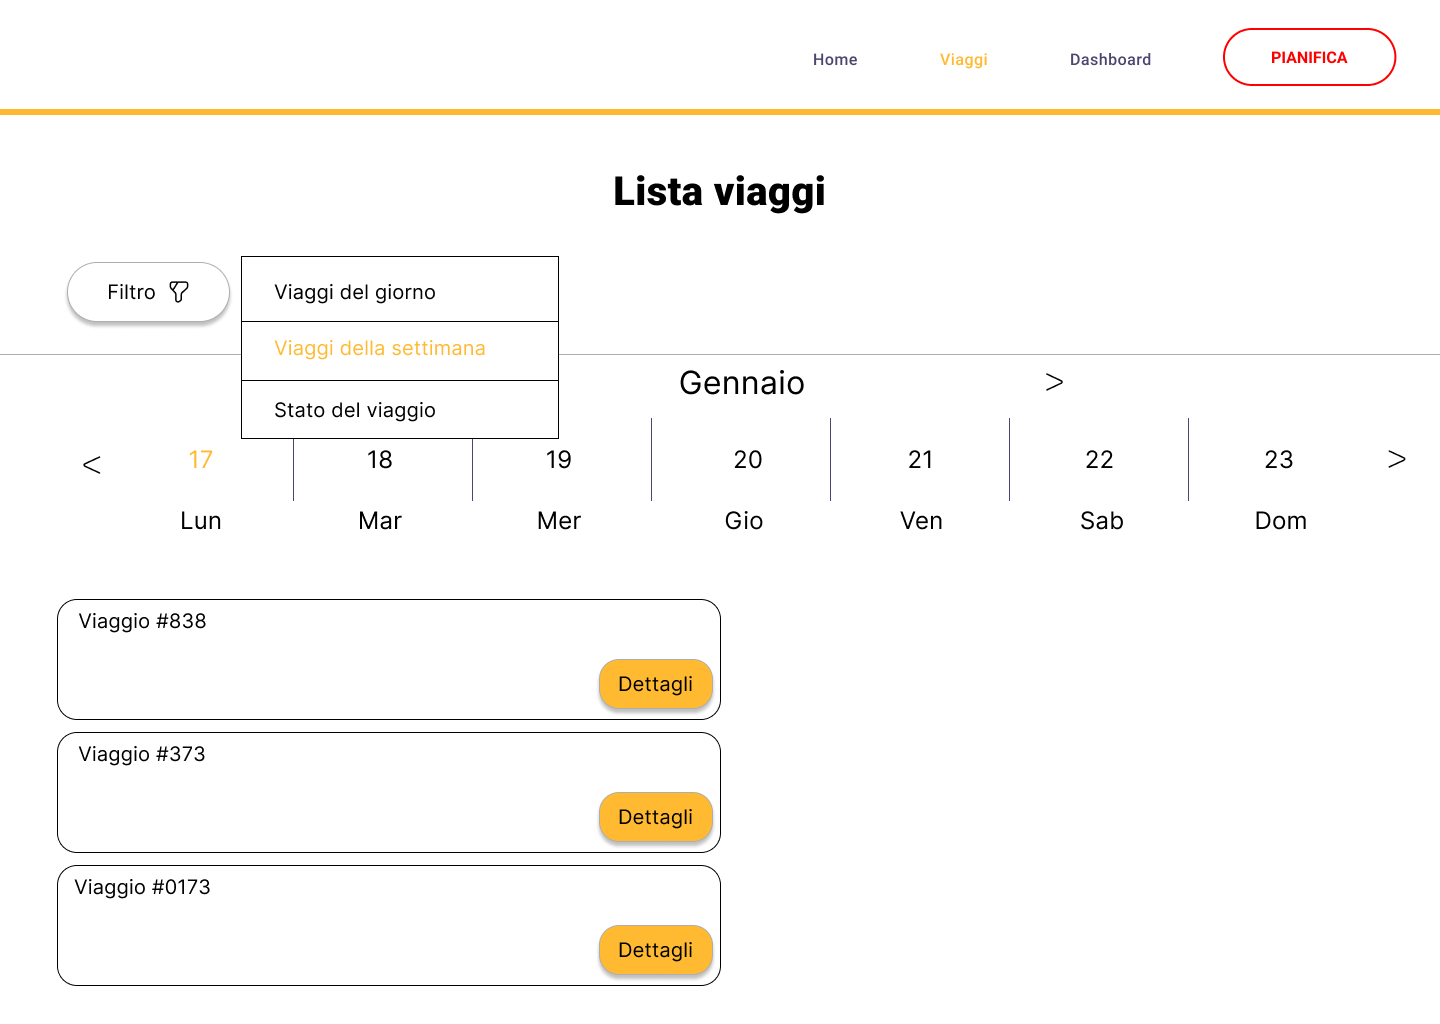 Home Viaggi Dashboard PIANIFICA
Lista viaggi
Filtro
Viaggi del giorno
Viaggi della settimana
Stato del viaggio
Gennaio >
< 17 18 19 20 21 22 23 >
Lun Mar Mer Gio Ven Sab Dom
Viaggio #838
Dettagli
Viaggio #373
Dettagli
Viaggio #0173
Dettagli